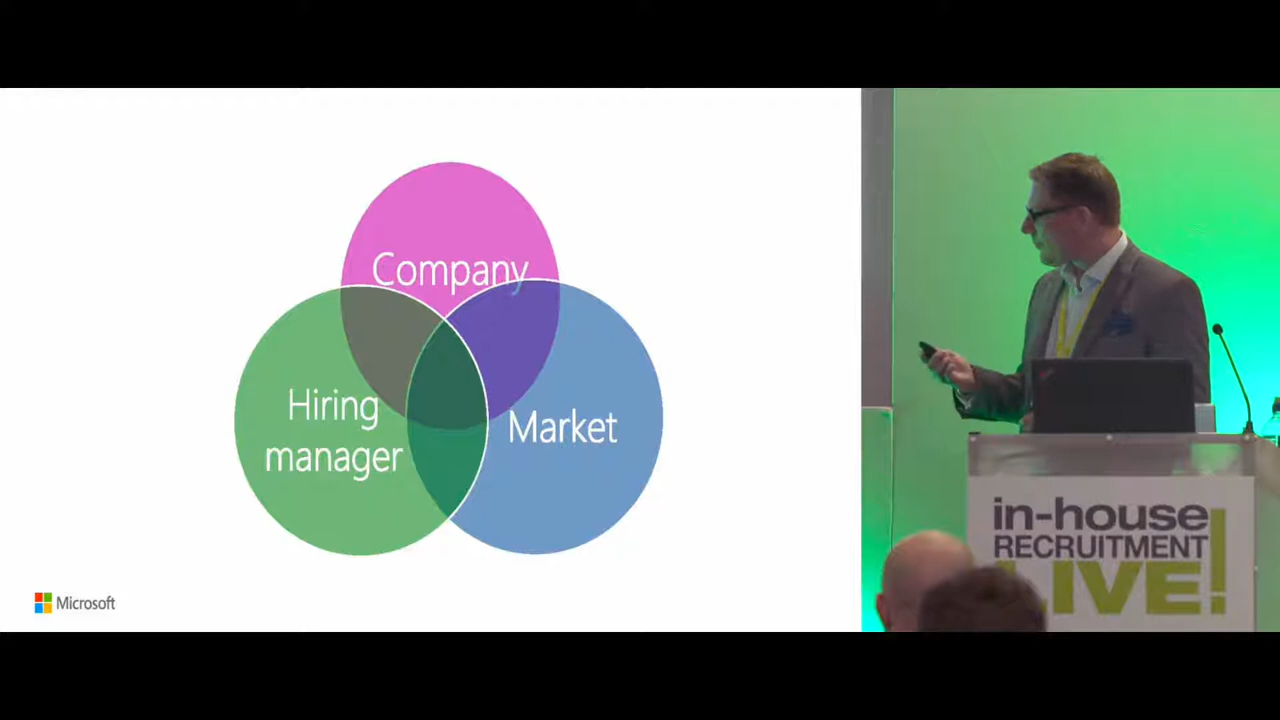 Company
Hiring
manager
Market
Microsoft
in-house
RECRUITMENT
LIVE!